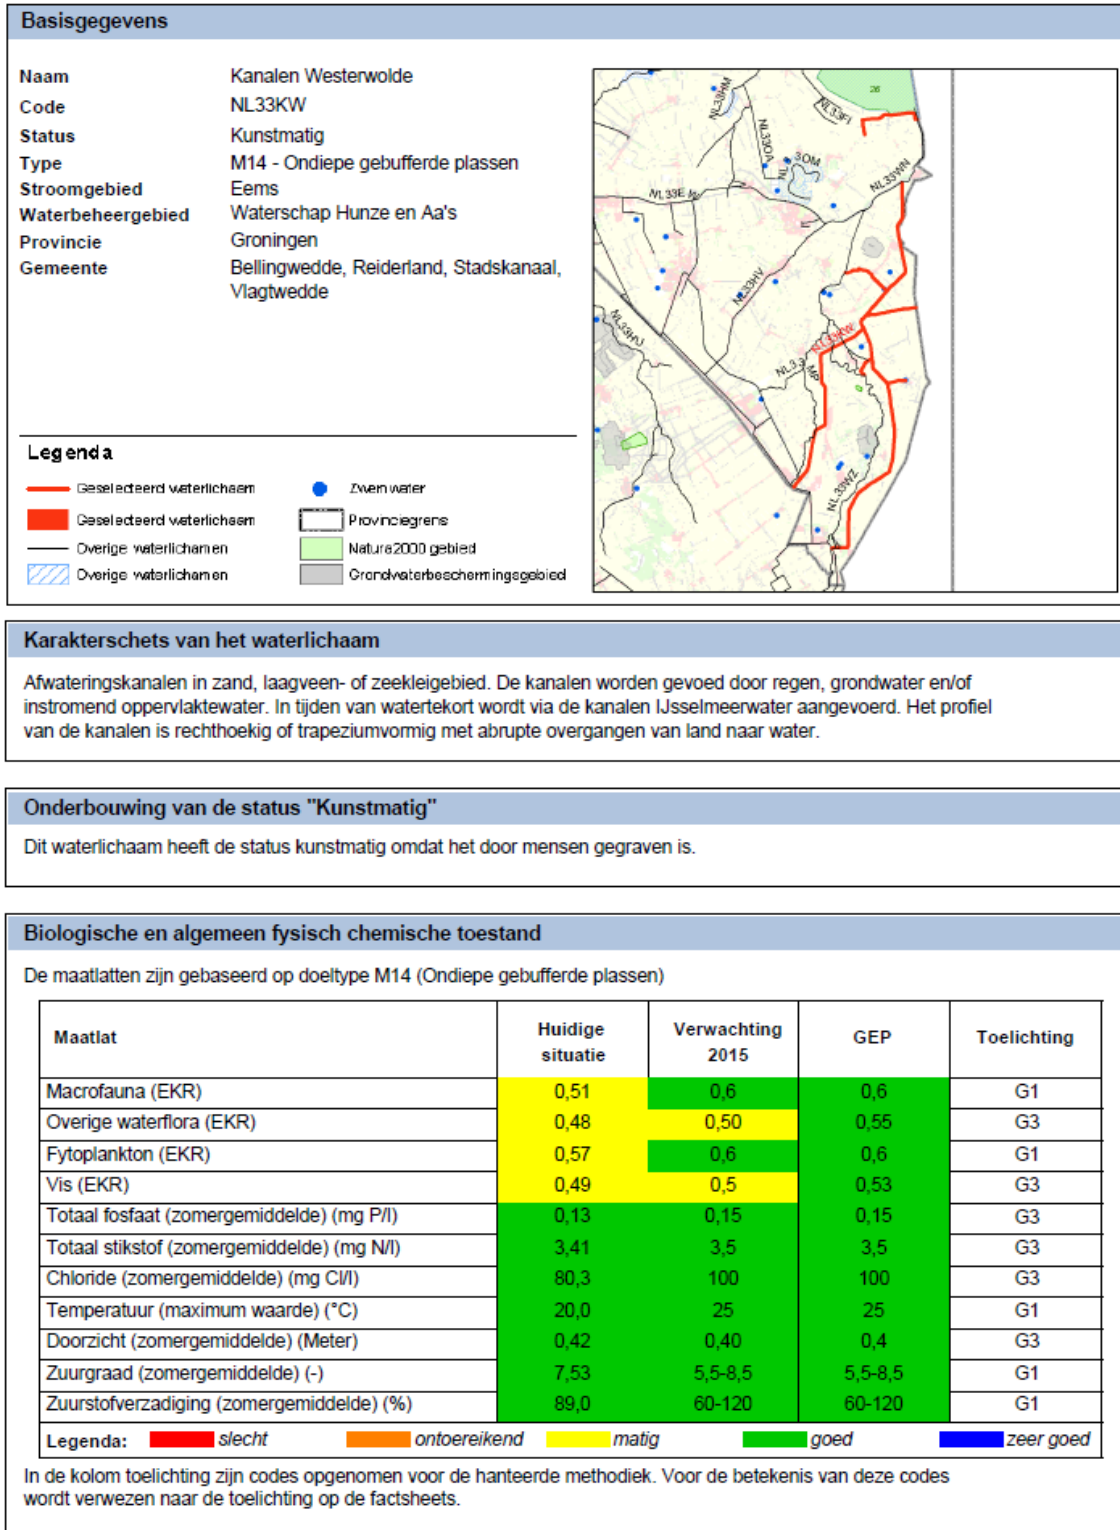 Basisgegevens
Naam Kanalen Westerwolde
Code NL33KW
Status Kunstmatig
Type M14 - Ondiepe gebufferde plassen
Stroomgebied Eems
Waterbeheergebied Waterschap Hunze en Aa's
Provincie Groningen
Gemeente Bellingwedde, Reiderland, Stadskanaal,
Vlagtwedde
NL33HM
NL33FI
26
NL33OA
3OM
NL
NL33WN
NL33E
NL33HV
NL33HU
NL33KW
NL33
MP
NL33WZ
Legenda
Geselecteerd waterlichaam Zwemwater
Geselecteerd waterlichaam Provinciegrens
Overige waterlichamen Natura2000 gebied
Overige waterlichamen Grondwaterbeschermingsgebied
Karakterschets van het waterlichaam
Afwateringskanalen in zand, laagveen- of zeekleigebied. De kanalen worden gevoed door regen, grondwater en/of
instromend oppervlaktewater. In tijden van watertekort wordt via de kanalen IJsselmeerwater aangevoerd. Het profiel
van de kanalen is rechthoekig of trapeziumvormig met abrupte overgangen van land naar water.
Onderbouwing van de status "Kunstmatig"
Dit waterlichaam heeft de status kunstmatig omdat het door mensen gegraven is.
Biologische en algemeen fysisch chemische toestand
De maatlatten zijn gebaseerd op doeltype M14 (Ondiepe gebufferde plassen)
Maatlat Huidige situatie Verwachting 2015 GEP Toelichting
Macrofauna (EKR) 0,51 0,6 0,6 G1
Overige waterflora (EKR) 0,48 0,50 0,55 G3
Fytoplankton (EKR) 0,57 0,6 0,6 G1
Vis (EKR) 0,49 0,5 0,53 G3
Totaal fosfaat (zomergemiddelde) (mg P/l) 0,13 0,15 0,15 G3
Totaal stikstof (zomergemiddelde) (mg N/l) 3,41 3,5 3,5 G3
Chloride (zomergemiddelde) (mg Cl/l) 80,3 100 100 G3
Temperatuur (maximum waarde) (°C) 20,0 25 25 G1
Doorzicht (zomergemiddelde) (Meter) 0,42 0,40 0,4 G3
Zuurgraad (zomergemiddelde) (-) 7,53 5,5-8,5 5,5-8,5 G1
Zuurstofverzadiging (zomergemiddelde) (%) 89,0 60-120 60-120 G1
Legenda: slecht ontoereikend matig goed zeer goed
In de kolom toelichting zijn codes opgenomen voor de hanteerde methodiek. Voor de betekenis van deze codes
wordt verwezen naar de toelichting op de factsheets.